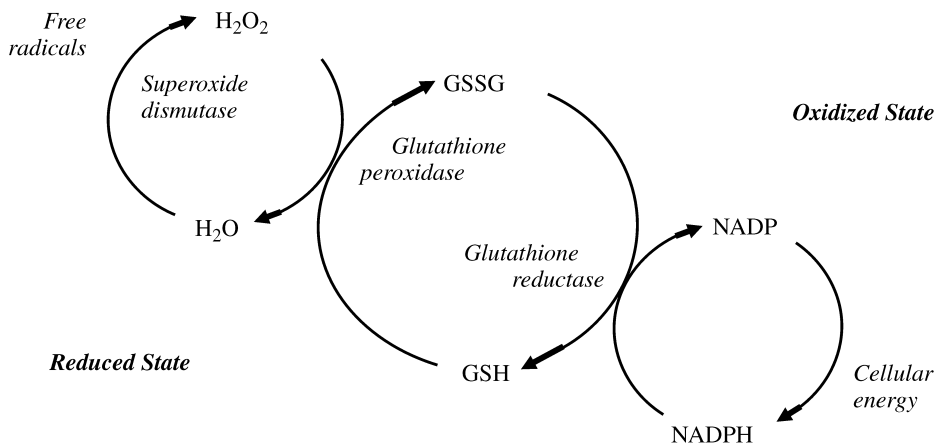 Free
radicals
H₂O₂
Superoxide
dismutase
GSSG
Oxidized State
Glutathione
peroxidase
H₂O
NADP
Glutathione
reductase
Reduced State
GSH
Cellular
energy
NADPH